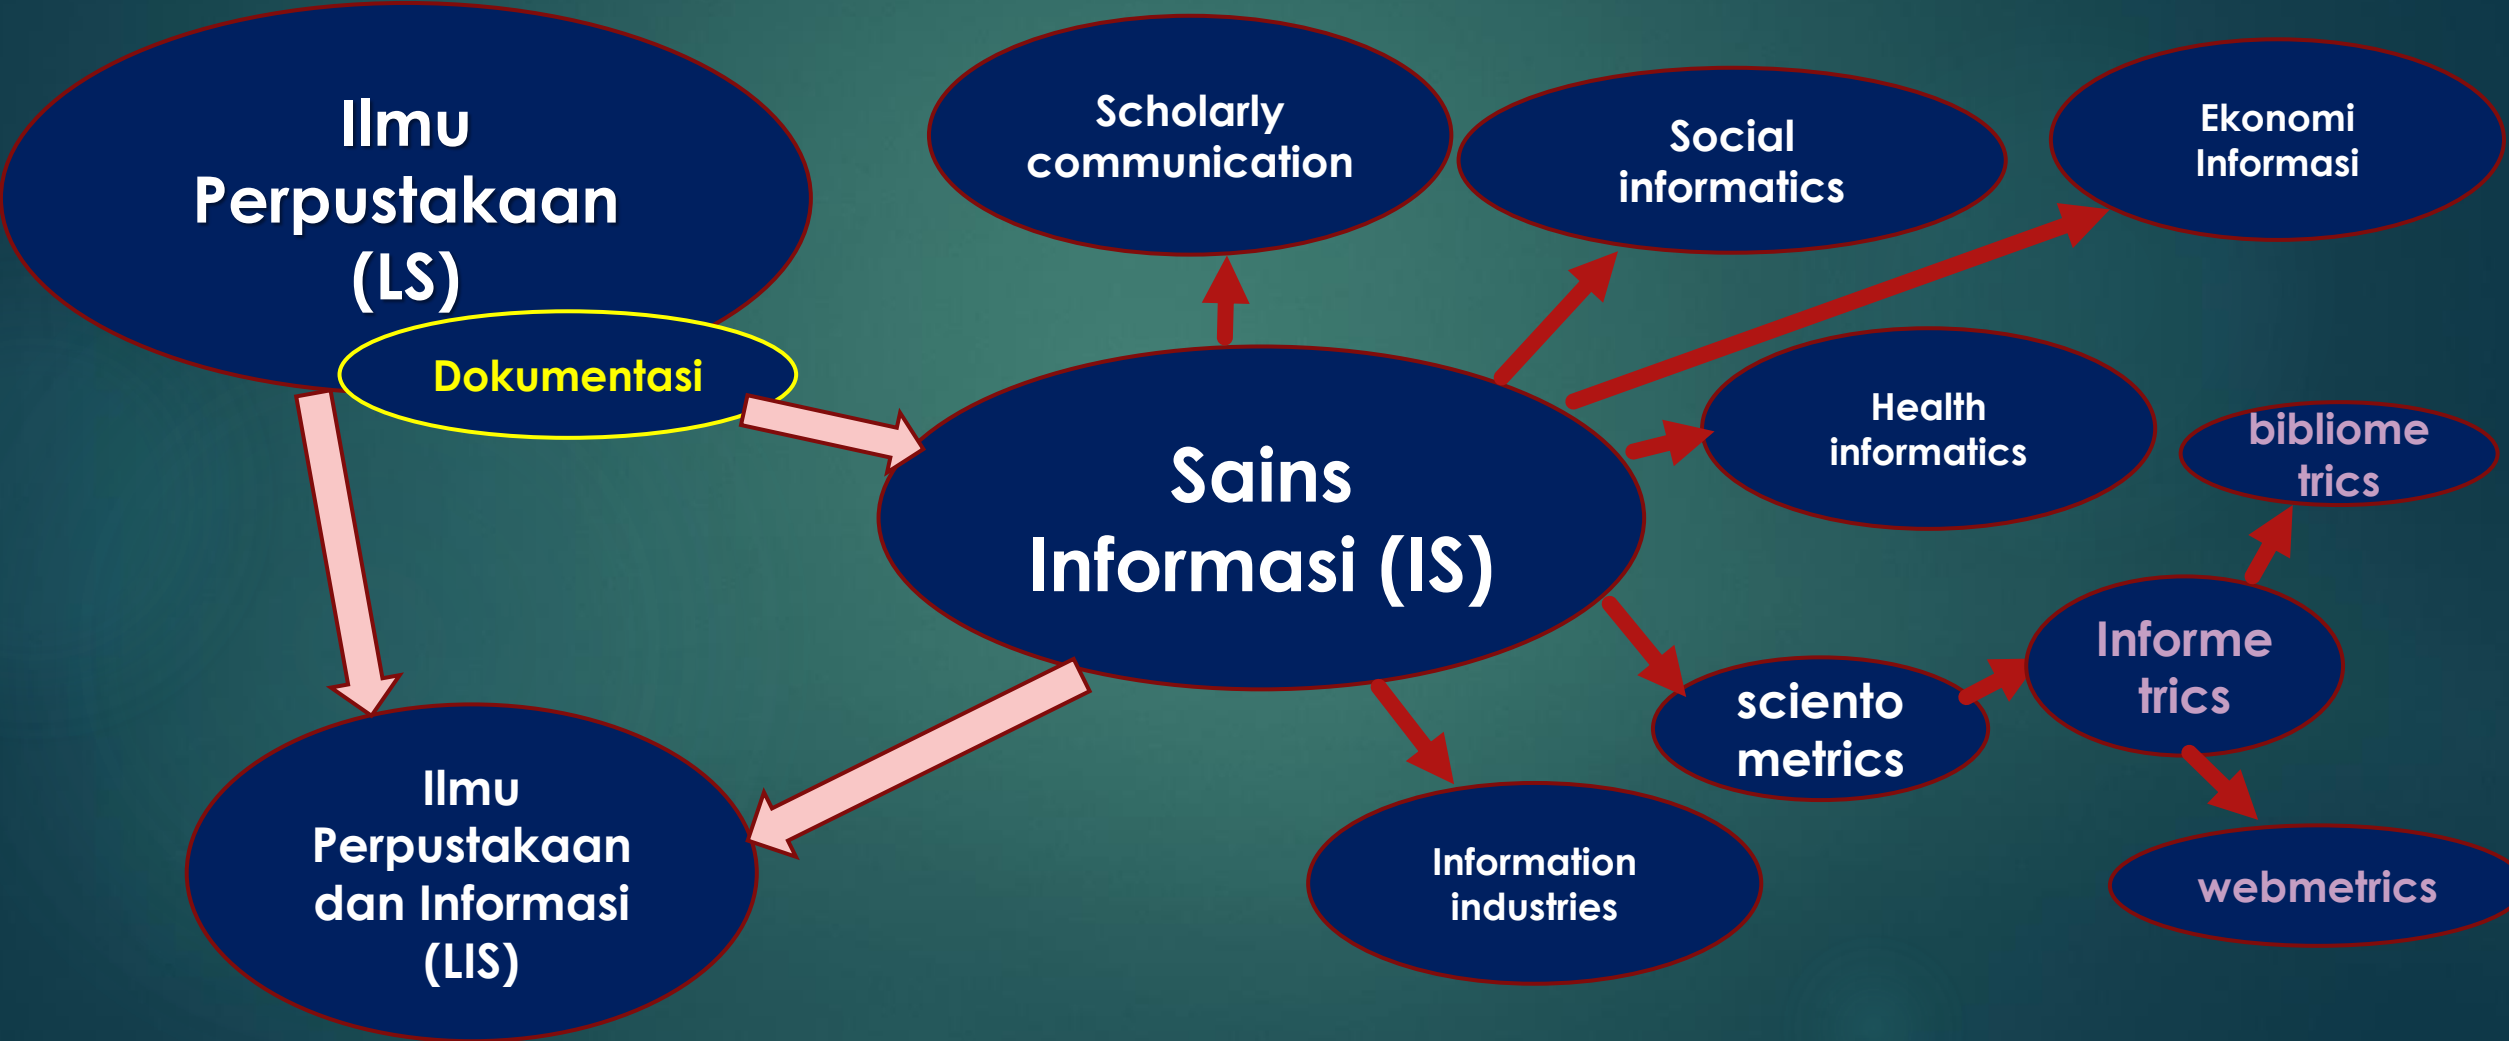 Ilmu
Perpustakaan
(LS)
Dokumentasi
Scholarly
communication
Social
informatics
Ekonomi
Informasi
Health
informatics
bibliome
trics
Sains
Informasi (IS)
Informe
trics
sciento
metrics
Ilmu
Perpustakaan
dan Informasi
(LIS)
Information
industries
webmetrics